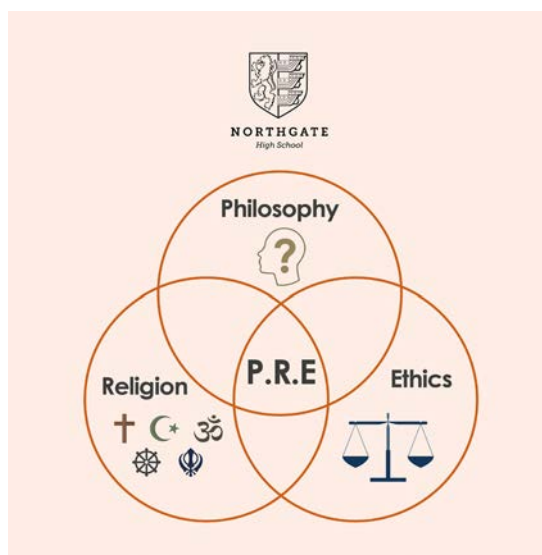 NORTHGATE
High School
Philosophy
?
P.R.E
Religion
Ethics